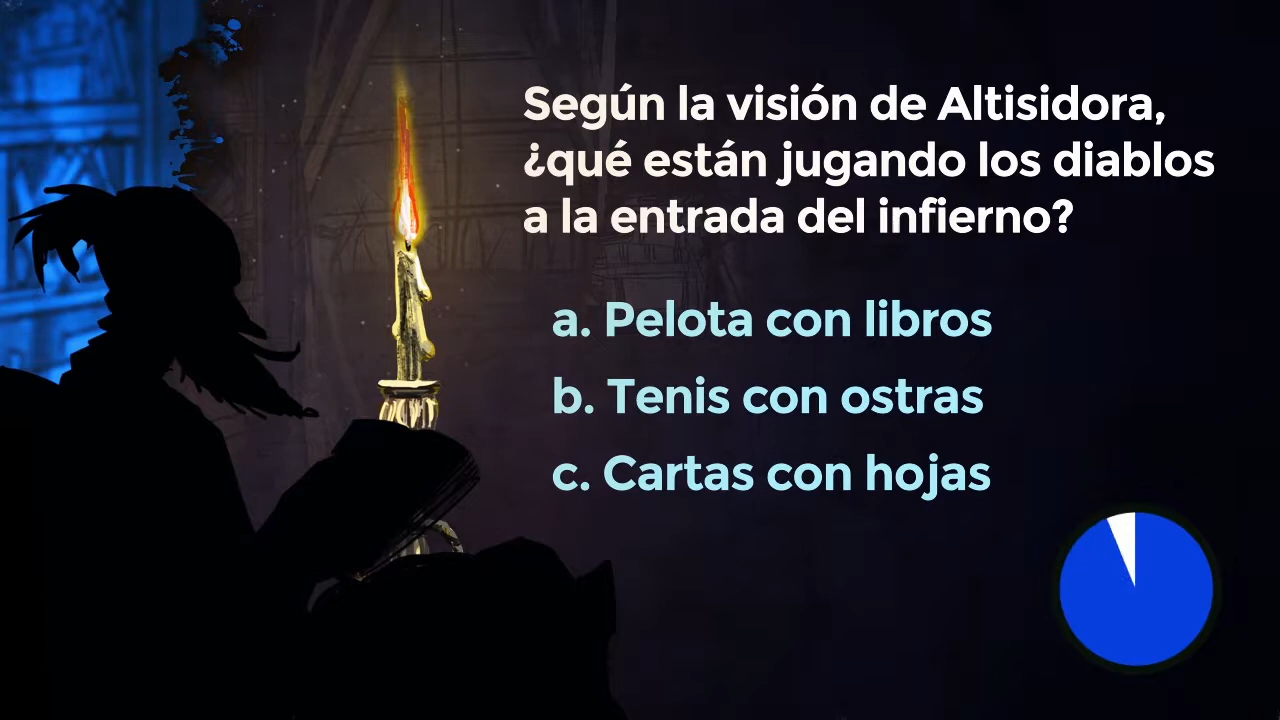 Según la visión de Altisidora,
¿qué están jugando los diablos
a la entrada del infierno?
a. Pelota con libros
b. Tenis con ostras
c. Cartas con hojas